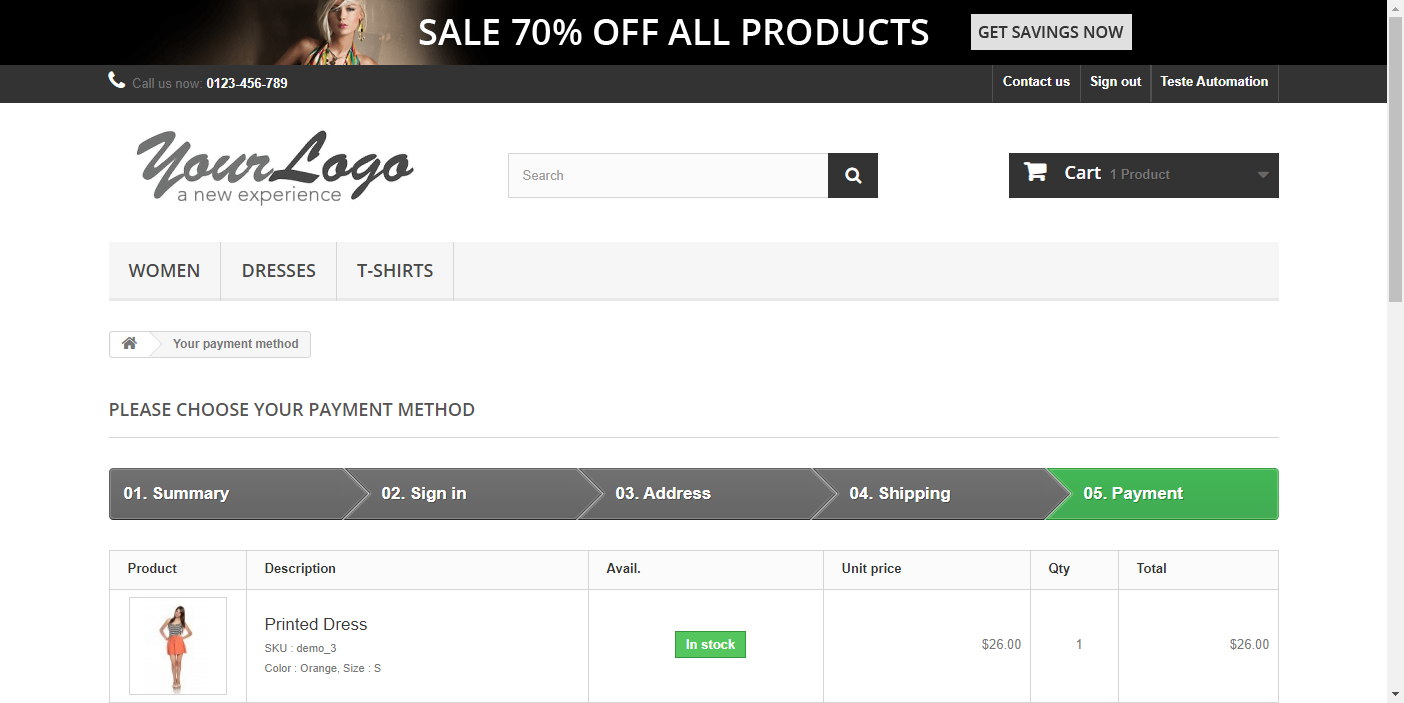 SALE 70% OFF ALL PRODUCTS GET SAVINGS NOW
Call us now: 0123-456-789 Contact us Sign out Teste Automation
YourLogo
a new experience
Search
Cart 1 Product
WOMEN DRESSES T-SHIRTS
Your payment method
PLEASE CHOOSE YOUR PAYMENT METHOD
01. Summary 02. Sign in 03. Address 04. Shipping 05. Payment
Product Description Avail. Unit price Qty Total
Printed Dress
SKU : demo_3
Color : Orange, Size : S
In stock
$26.00 1 $26.00